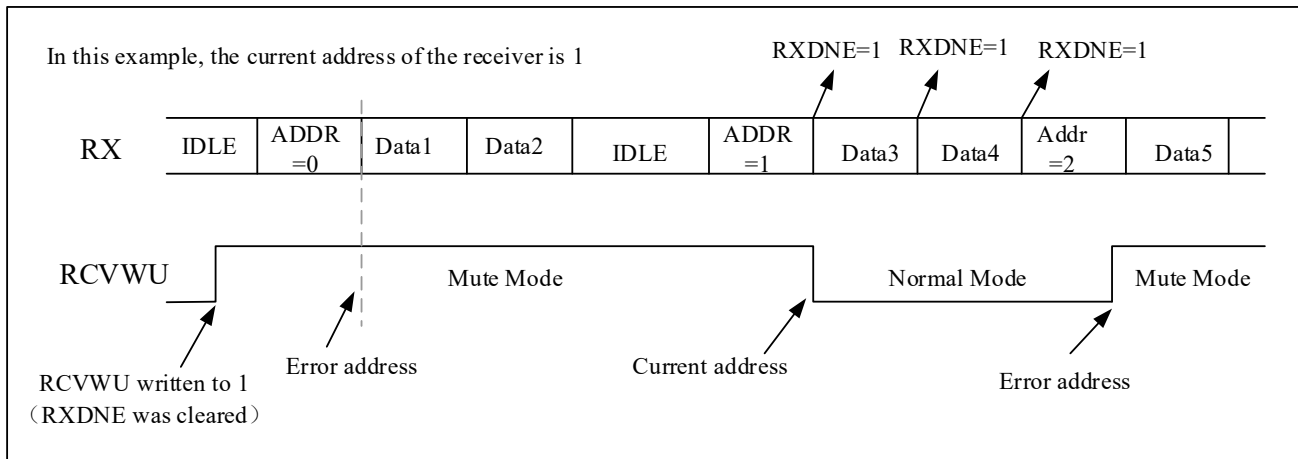 In this example, the current address of the receiver is 1
RXDNE=1
RXDNE=1
RXDNE=1
RX
IDLE
ADDR
=0
Data1
Data2
IDLE
ADDR
=1
Data3
Data4
Addr
=2
Data5
RCVWU
Mute Mode
Normal Mode
Mute Mode
Error address
Current address
Error address
RCVWU written to 1
（RXDNE was cleared）